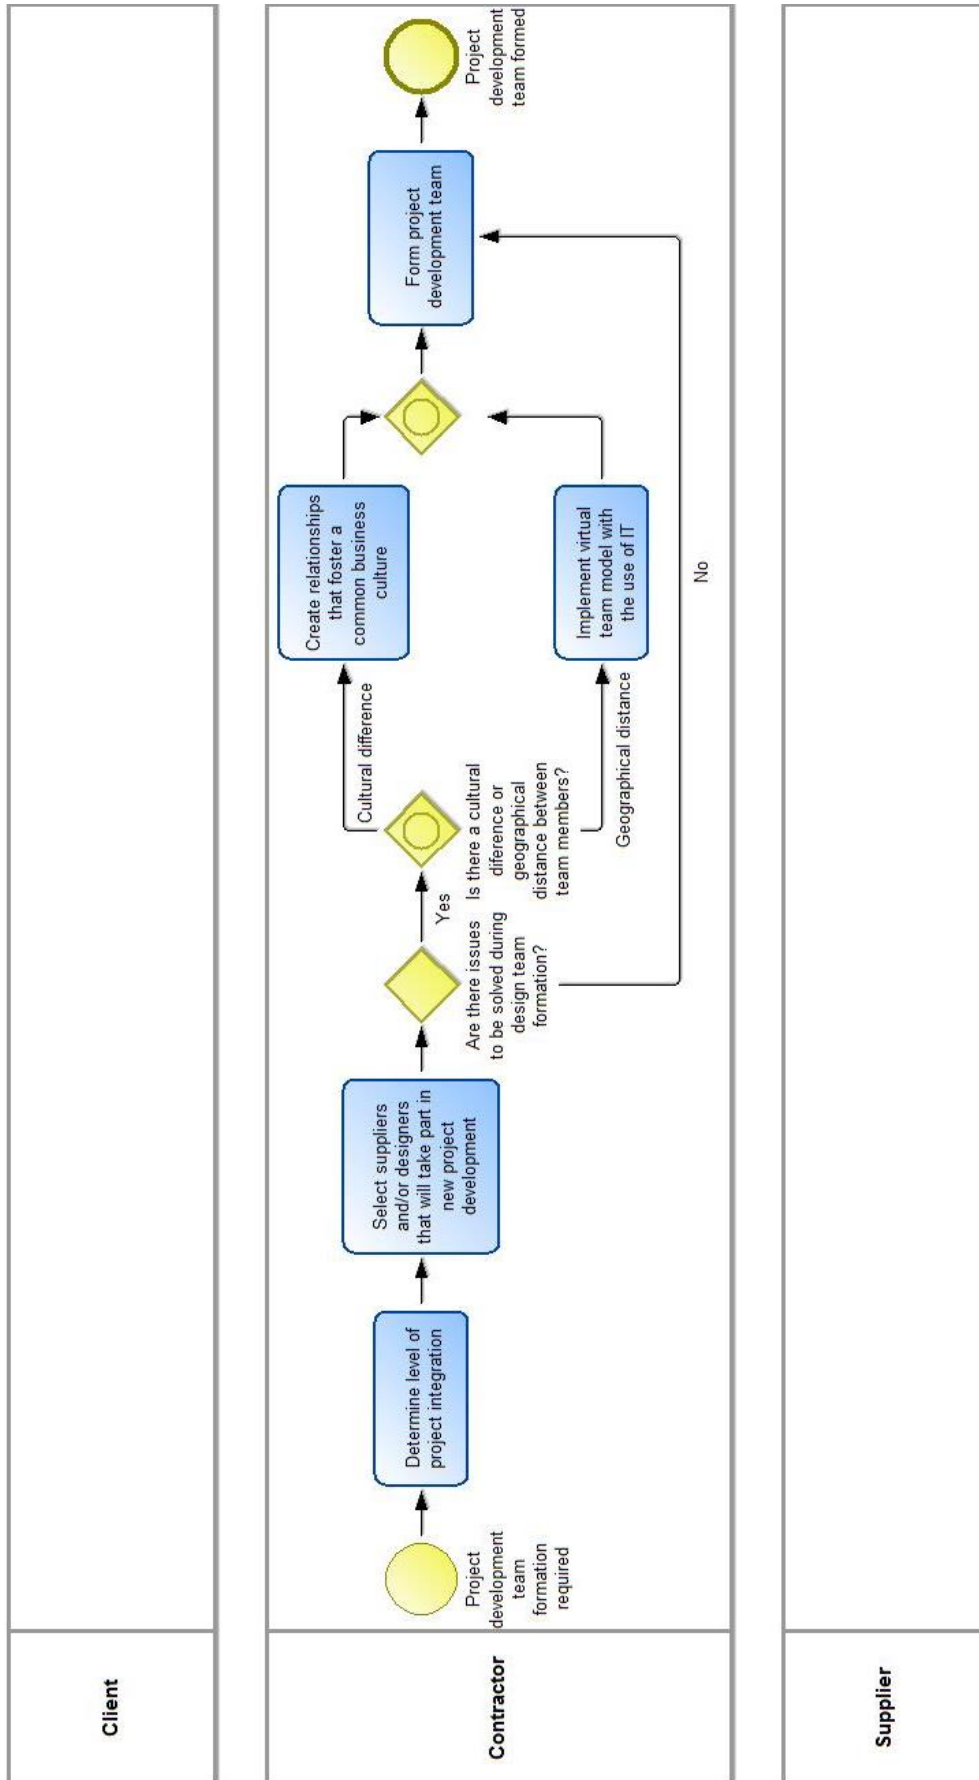 Client
Contractor
Supplier
Project
development
team
formation
required
Determine level of
project integration
Select suppliers
and/or designers
that will take part in
new project
development
Are there issues
to be solved during
design team
formation?
Yes
No
Is there a cultural
diference or
geographical
distance between
team members?
Cultural difference
Geographical distance
Create relationships
that foster a
common business
culture
Implement virtual
team model with
the use of IT
Form project
development team
Project
development
team formed